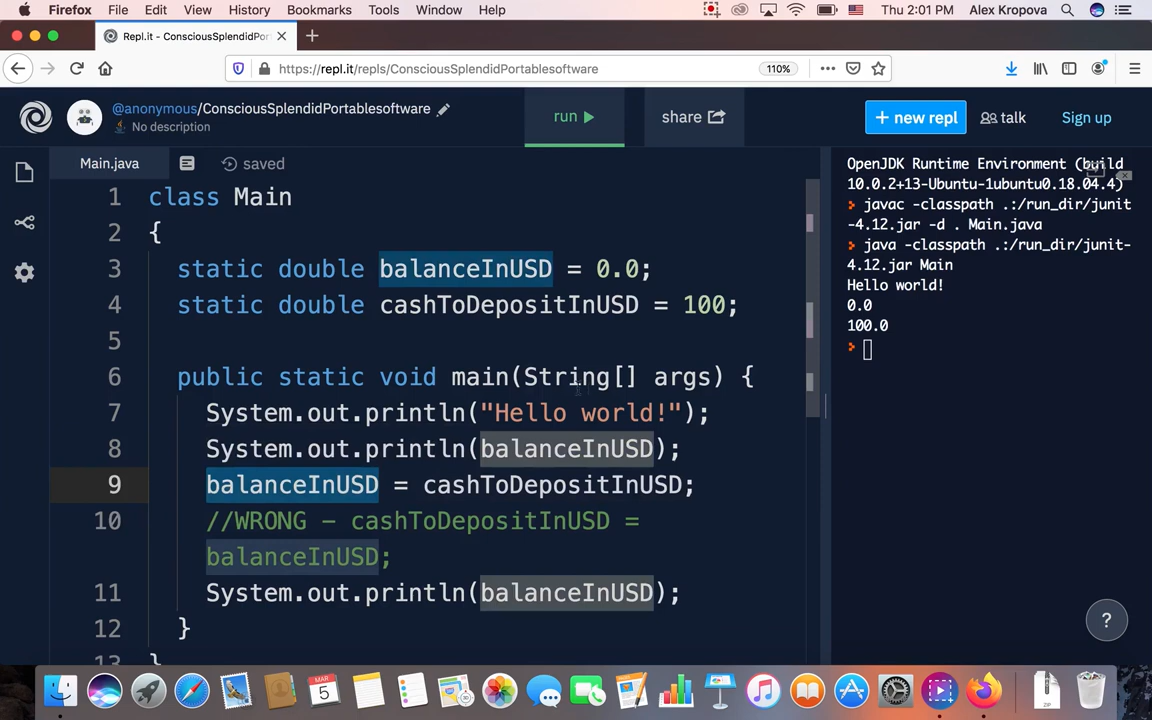 Firefox File Edit View History Bookmarks Tools Window Help Thu 2:01 PM Alex Kropova
Repl.it - ConsciousSplendidPor
https://repl.it/repls/ConsciousSplendidPortablesoftware 110%
@anonymous/ConsciousSplendidPortablesoftware
No description
run
share
+ new repl
talk
Sign up
Main.java
saved
1 class Main
2 {
3 static double balanceInUSD = 0.0;
4 static double cashToDepositInUSD = 100;
5
6 public static void main(String[] args) {
7 System.out.println("Hello world!");
8 System.out.println(balanceInUSD);
9 balanceInUSD = cashToDepositInUSD;
10 //WRONG - cashToDepositInUSD =
balanceInUSD;
11 System.out.println(balanceInUSD);
12 }
13 }
OpenJDK Runtime Environment (build
10.0.2+13-Ubuntu-1ubuntu0.18.04.4)
> javac -classpath .:/run_dir/junit
-4.12.jar -d . Main.java
> java -classpath .:/run_dir/junit-
4.12.jar Main
Hello world!
0.0
100.0
>
?
MAR
5
ZIP